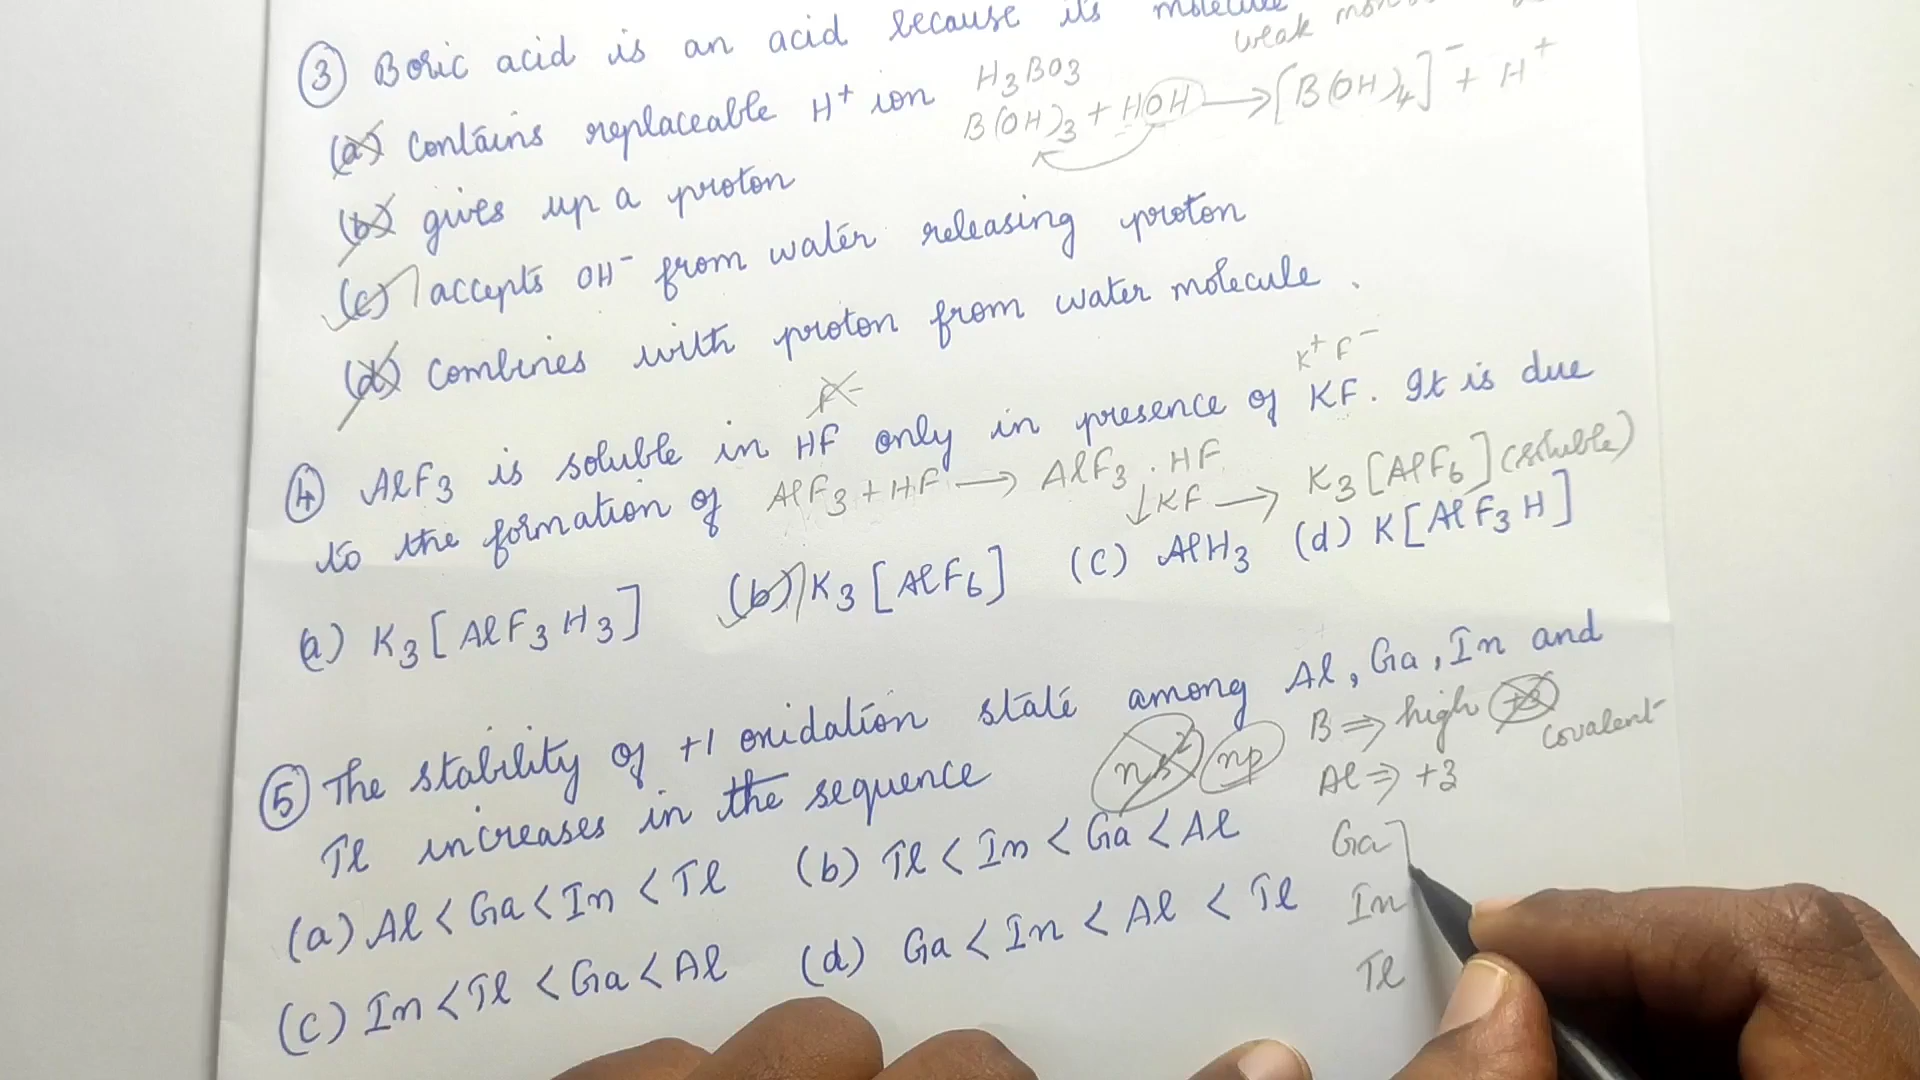 ③ Boric acid is an acid because its molecule
weak
(a) contains replaceable H⁺ ion H₃BO₃
B(OH)₃ + HOH → [B(OH)₄]⁻ + H⁺
(b) gives up a proton
(c) accepts OH⁻ from water releasing proton
(d) combines with proton from water molecule.
K⁺ F⁻
④ AlF₃ is soluble in HF only in presence of KF. It is due
to the formation of AlF₃ + HF → AlF₃ . HF
↓KF → K₃[AlF₆] (soluble)
(a) K₃[AlF₃H₃] (b) K₃[AlF₆] (c) AlH₃ (d) K[AlF₃H]
⑤ The stability of +1 oxidation state among Al, Ga, In and
Tl increases in the sequence
ns² np
B ⇒ high +3
covalent
Al ⇒ +3
(a) Al < Ga < In < Tl (b) Tl < In < Ga < Al
(c) In < Tl < Ga < Al (d) Ga < In < Al < Tl
Ga
In
Tl